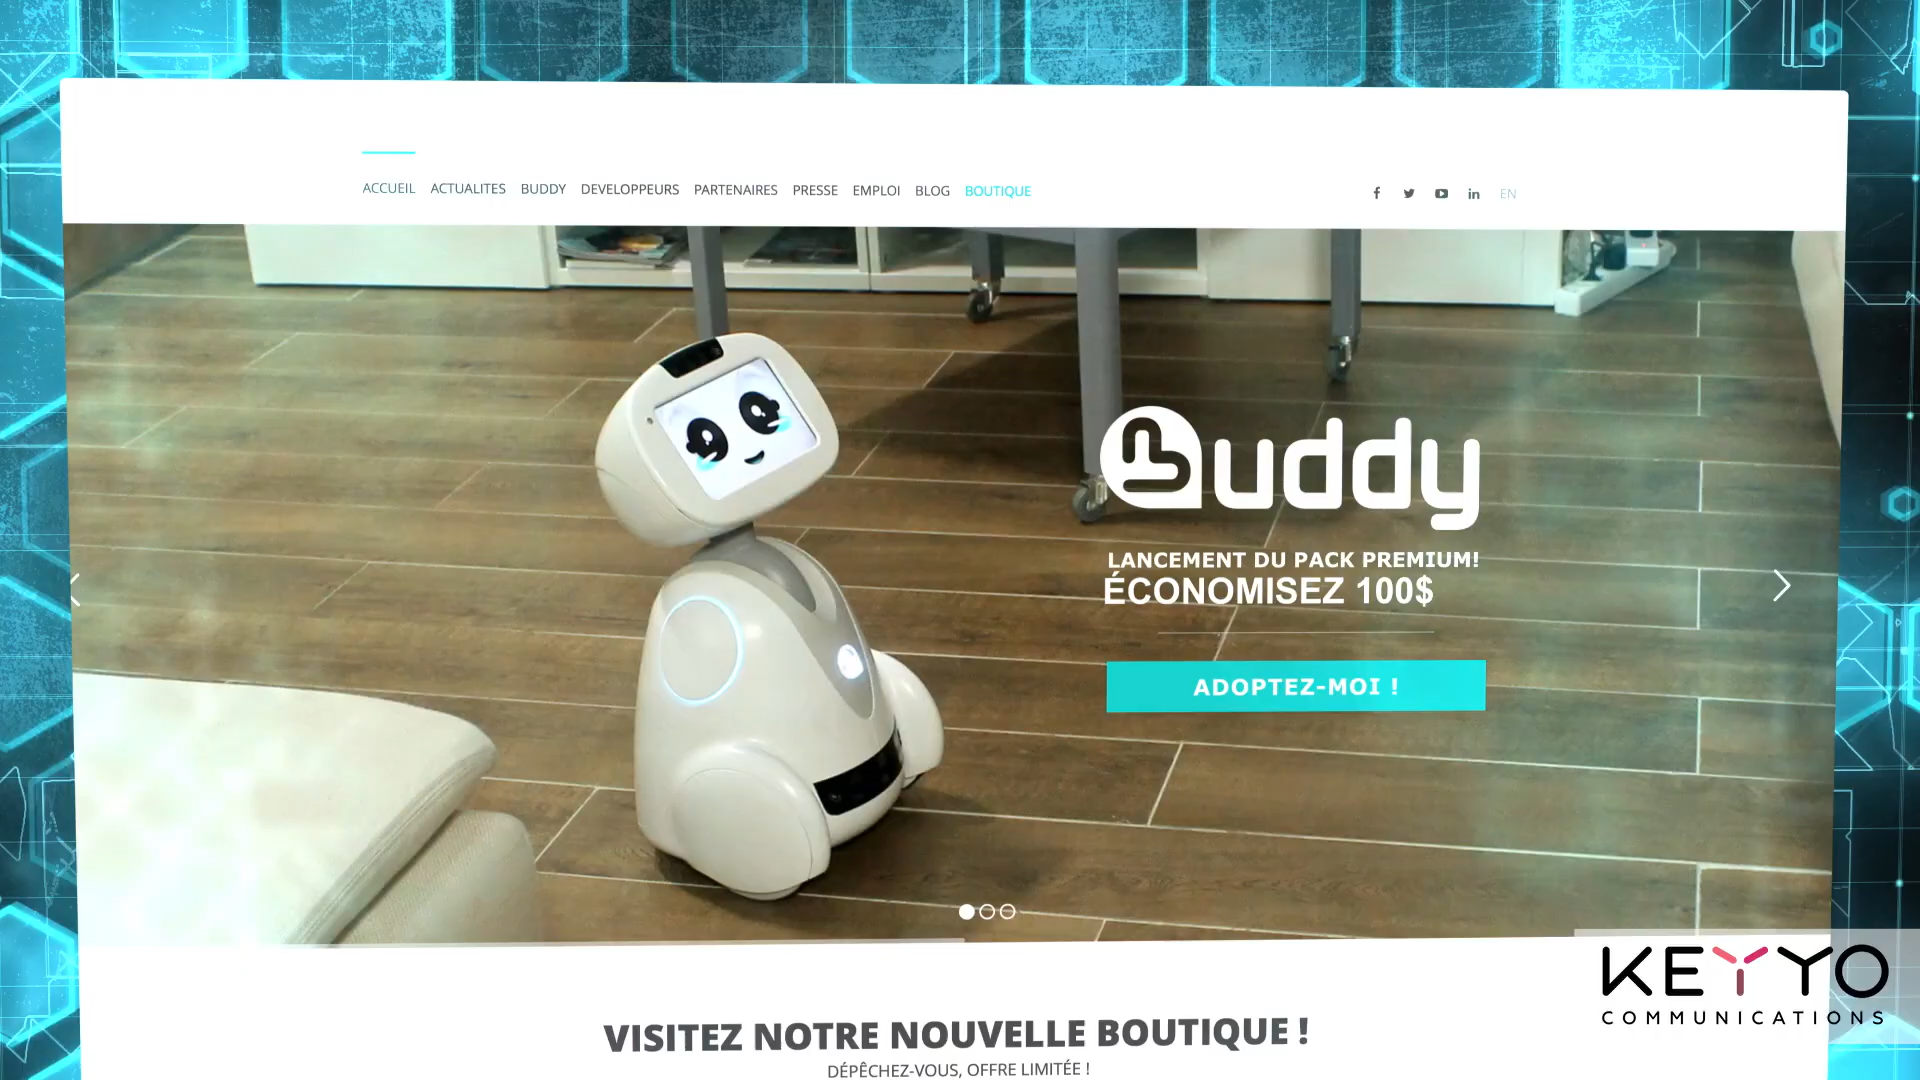 ACCUEIL ACTUALITES BUDDY DEVELOPPEURS PARTENAIRES PRESSE EMPLOI BLOG BOUTIQUE
EN
Buddy
LANCEMENT DU PACK PREMIUM!
ÉCONOMISEZ 100$
ADOPTEZ-MOI !
KEYYO
COMMUNICATIONS
VISITEZ NOTRE NOUVELLE BOUTIQUE !
DÉPÊCHEZ-VOUS, OFFRE LIMITÉE !